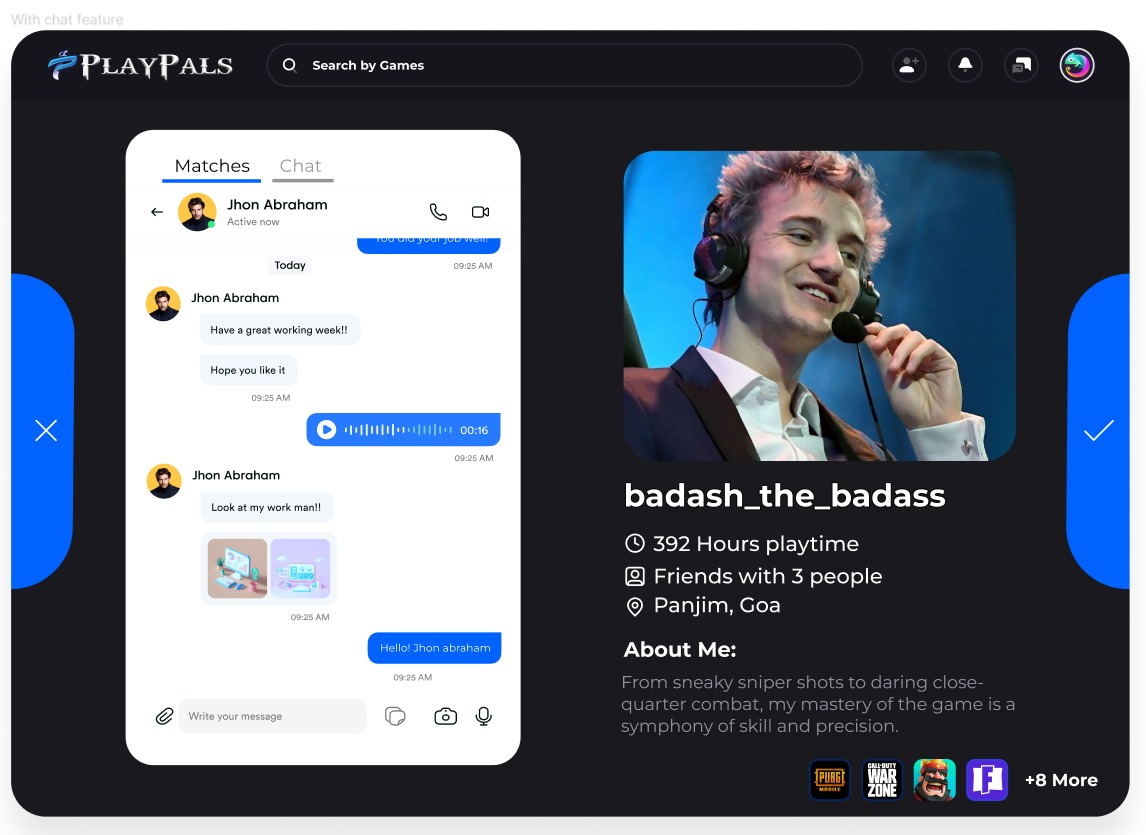 With chat feature
PLAYPALS
Search by Games
Matches
Chat
Jhon Abraham
Active now
You did your job well!
09:25 AM
Today
Jhon Abraham
Have a great working week!!
Hope you like it
09:25 AM
00:16
09:25 AM
Jhon Abraham
Look at my work man!!
09:25 AM
Hello! Jhon abraham
09:25 AM
Write your message
badash_the_badass
392 Hours playtime
Friends with 3 people
Panjim, Goa
About Me:
From sneaky sniper shots to daring close-
quarter combat, my mastery of the game is a
symphony of skill and precision.
PUBG
MOBILE
CALL OF DUTY
WAR
ZONE
F
+8 More